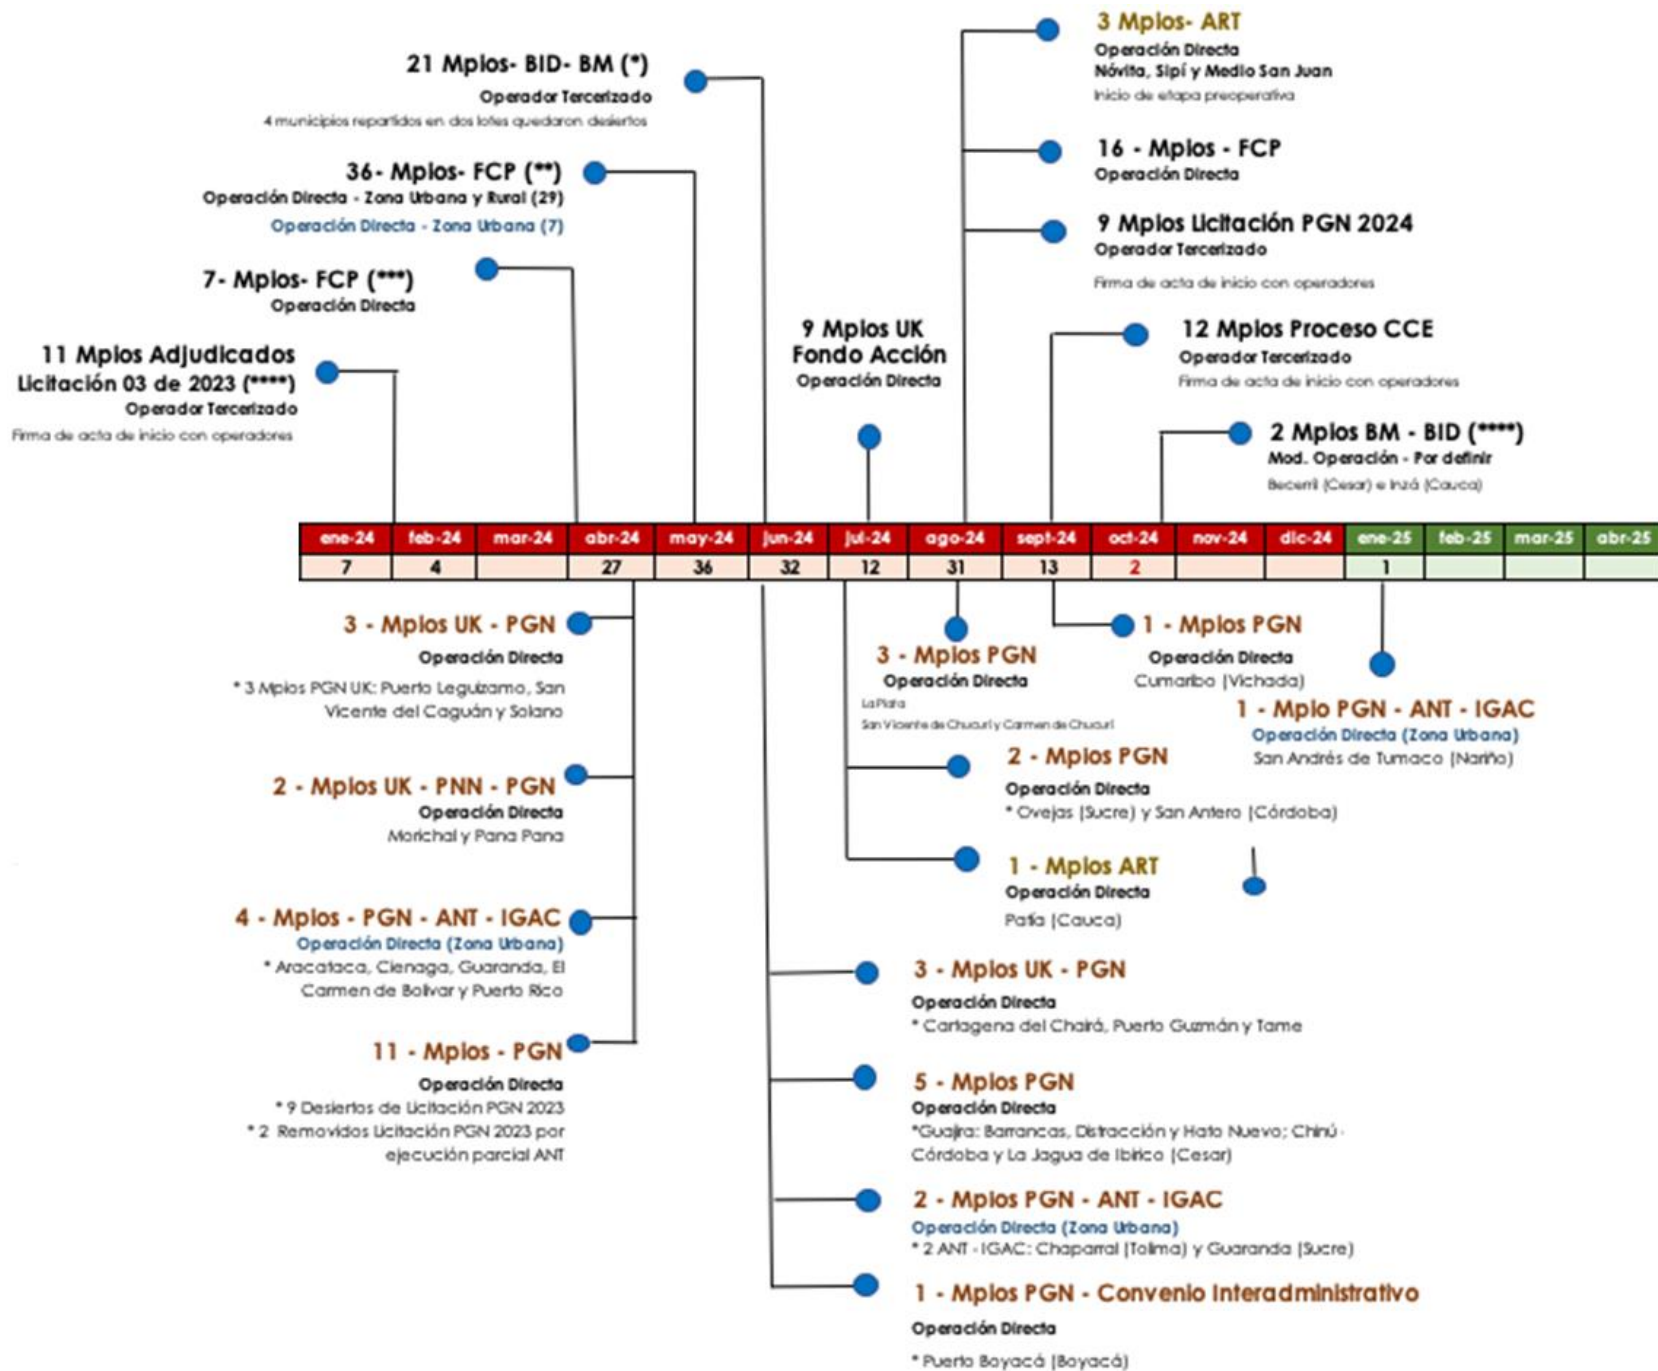 3 Mpios- ART
Operación Directa
Nóvita, Sipí y Medio San Juan
Inicio de etapa preoperativa
21 Mpios- BID- BM (*)
Operador Tercerizado
4 municipios repartidos en dos lotes quedaron desiertos
16 - Mpios - FCP
Operación Directa
36- Mpios- FCP (**)
Operación Directa - Zona Urbana y Rural (29)
Operación Directa - Zona Urbana (7)
9 Mpios Licitación PGN 2024
Operador Tercerizado
Firma de acta de inicio con operadores
7- Mpios- FCP (***)
Operación Directa
9 Mpios UK
Fondo Acción
Operación Directa
12 Mpios Proceso CCE
Operador Tercerizado
Firma de acta de inicio con operadores
11 Mpios Adjudicados
Licitación 03 de 2023 (****)
Operador Tercerizado
Firma de acta de inicio con operadores
2 Mpios BM - BID (****)
Mod. Operación - Por definir
Becerril (Cesar) e Inzá (Cauca)
ene-24 feb-24 mar-24 abr-24 may-24 jun-24 jul-24 ago-24 sept-24 oct-24 nov-24 dic-24 ene-25 feb-25 mar-25 abr-25
7 4 27 36 32 12 31 13 2 1
3 - Mpios UK - PGN
Operación Directa
* 3 Mpios PGN UK: Puerto Leguizamo, San
Vicente del Caguán y Solano
2 - Mpios UK - PNN - PGN
Operación Directa
Morichal y Pana Pana
4 - Mpios - PGN - ANT - IGAC
Operación Directa (Zona Urbana)
* Aracataca, Cienaga, Guaranda, El
Carmen de Bolivar y Puerto Rico
11 - Mpios - PGN
Operación Directa
* 9 Desiertos de Licitación PGN 2023
* 2 Removidos Licitación PGN 2023 por
ejecución parcial ANT
3 - Mpios PGN
Operación Directa
La Plata
San Vicente de Chucurí y Carmen de Chucurí
1 - Mpios PGN
Operación Directa
Cumaribo (Vichada)
1 - Mpio PGN - ANT - IGAC
Operación Directa (Zona Urbana)
San Andrés de Tumaco (Nariño)
2 - Mpios PGN
Operación Directa
* Ovejas (Sucre) y San Antero (Córdoba)
1 - Mpios ART
Operación Directa
Patía (Cauca)
3 - Mpios UK - PGN
Operación Directa
* Cartagena del Chairá, Puerto Guzmán y Tame
5 - Mpios PGN
Operación Directa
*Guajira: Barrancas, Distracción y Hato Nuevo; Chinú -
Córdoba y La Jagua de Ibirico (Cesar)
2 - Mpios PGN - ANT - IGAC
Operación Directa (Zona Urbana)
* 2 ANT - IGAC: Chaparral (Tolima) y Guaranda (Sucre)
1 - Mpios PGN - Convenio Interadministrativo
Operación Directa
* Puerto Boyacá (Boyacá)